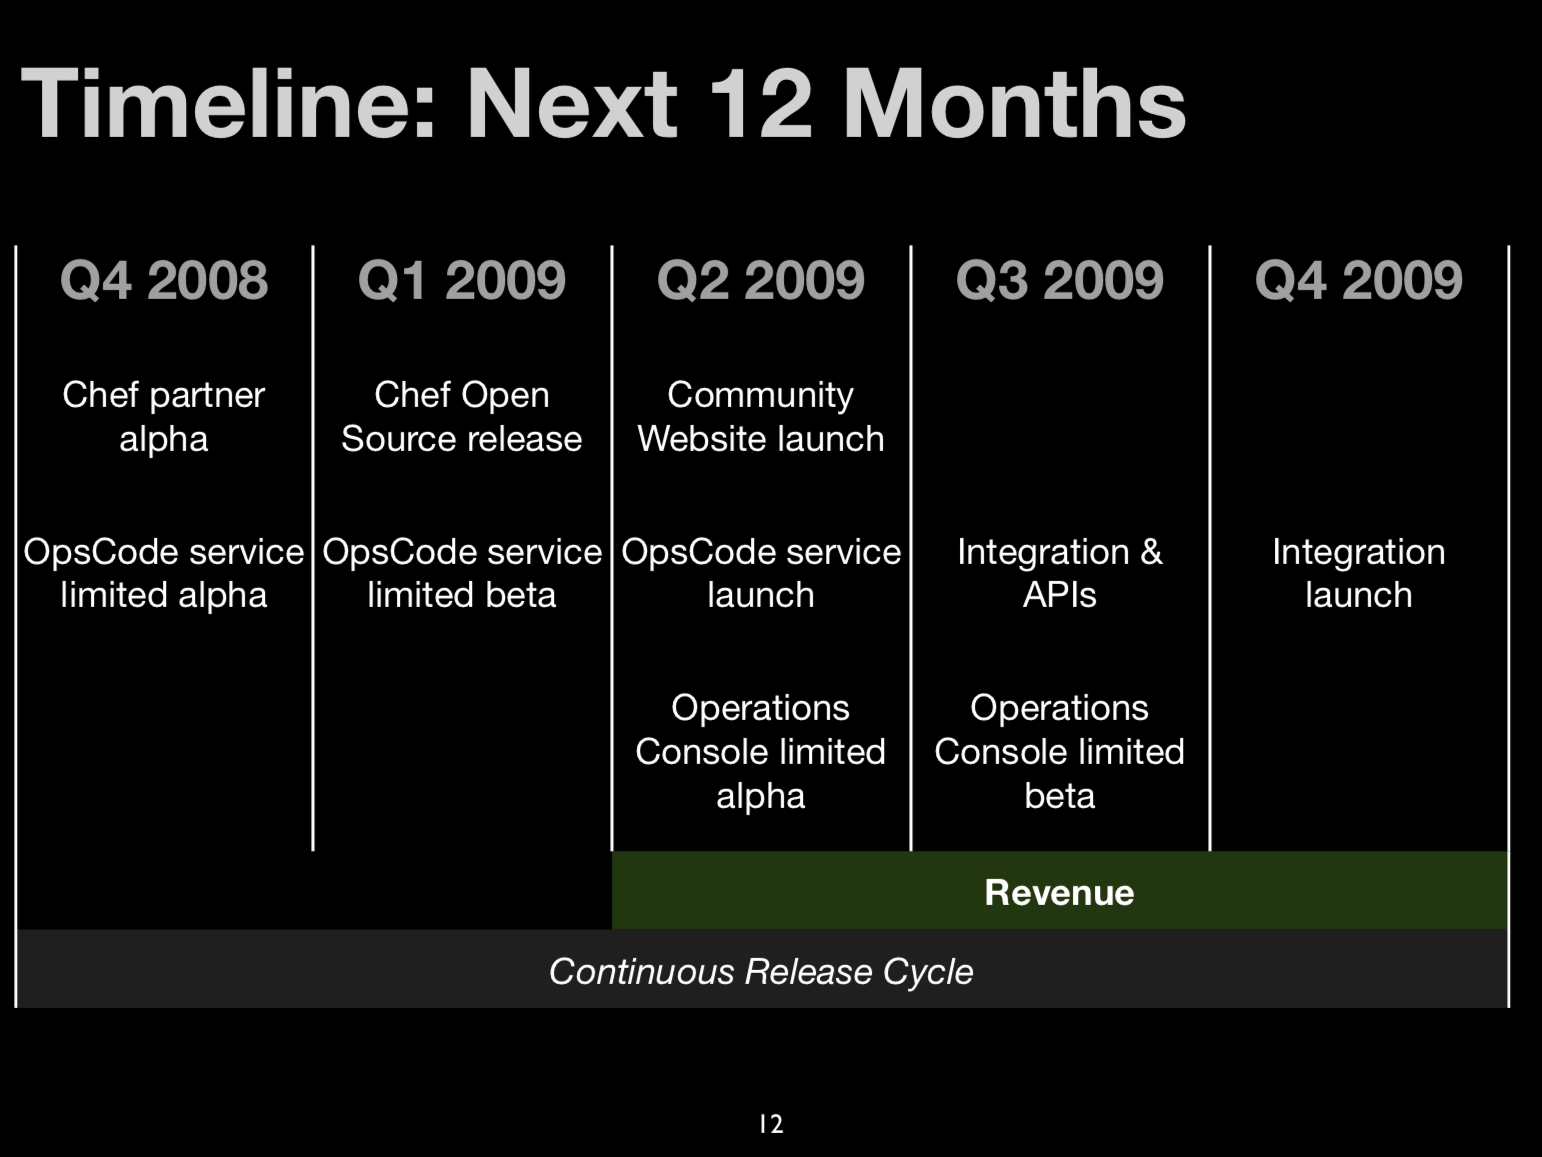 Timeline: Next 12 Months
Q4 2008
Q1 2009
Q2 2009
Q3 2009
Q4 2009
Chef partner
alpha
Chef Open
Source release
Community
Website launch
OpsCode service
limited alpha
OpsCode service
limited beta
OpsCode service
launch
Integration &
APIs
Integration
launch
Operations
Console limited
alpha
Operations
Console limited
beta
Revenue
Continuous Release Cycle
12